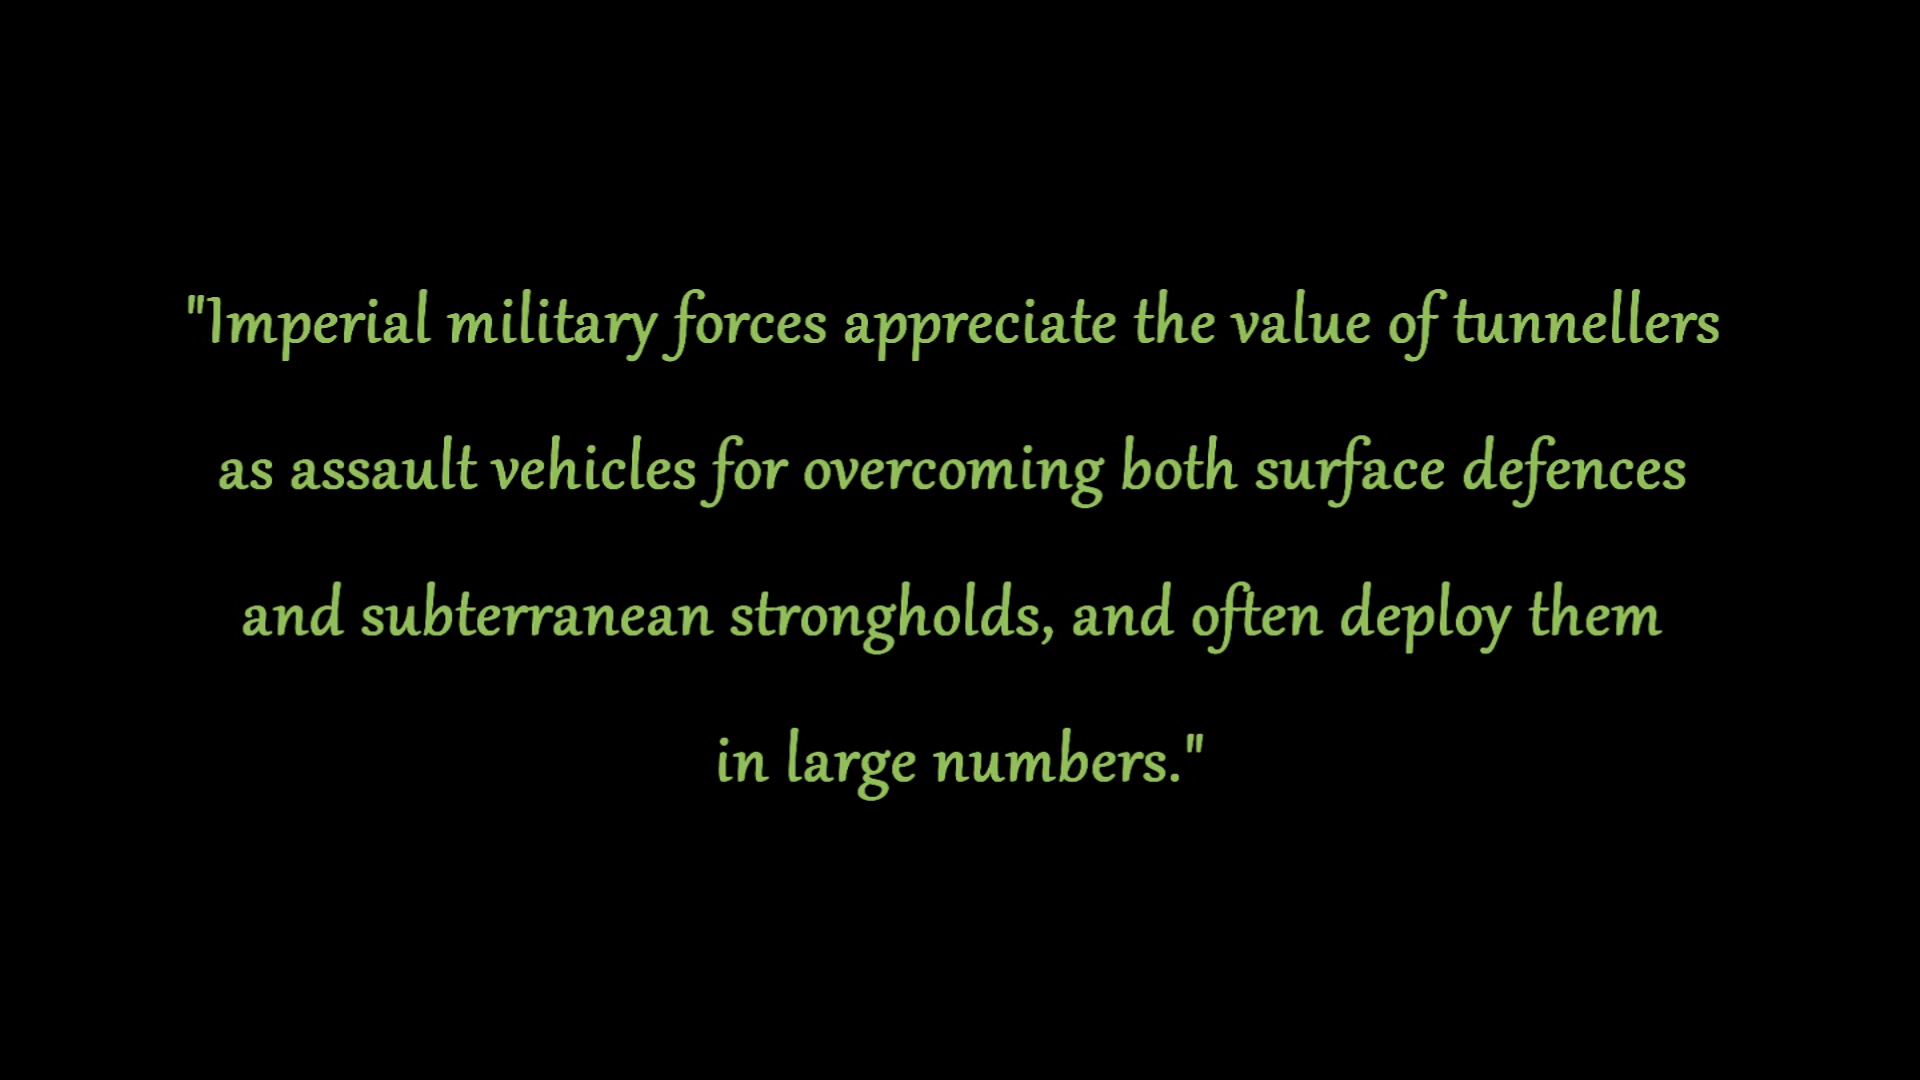 "Imperial military forces appreciate the value of tunnellers
as assault vehicles for overcoming both surface defences
and subterranean strongholds, and often deploy them
in large numbers."